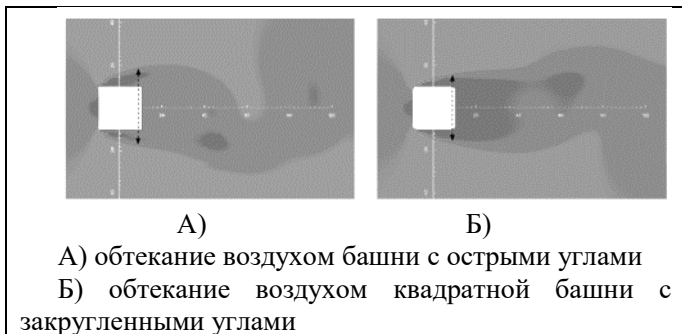 А)
Б)
А) обтекание воздухом башни с острыми углами
Б) обтекание воздухом квадратной башни с
закругленными углами